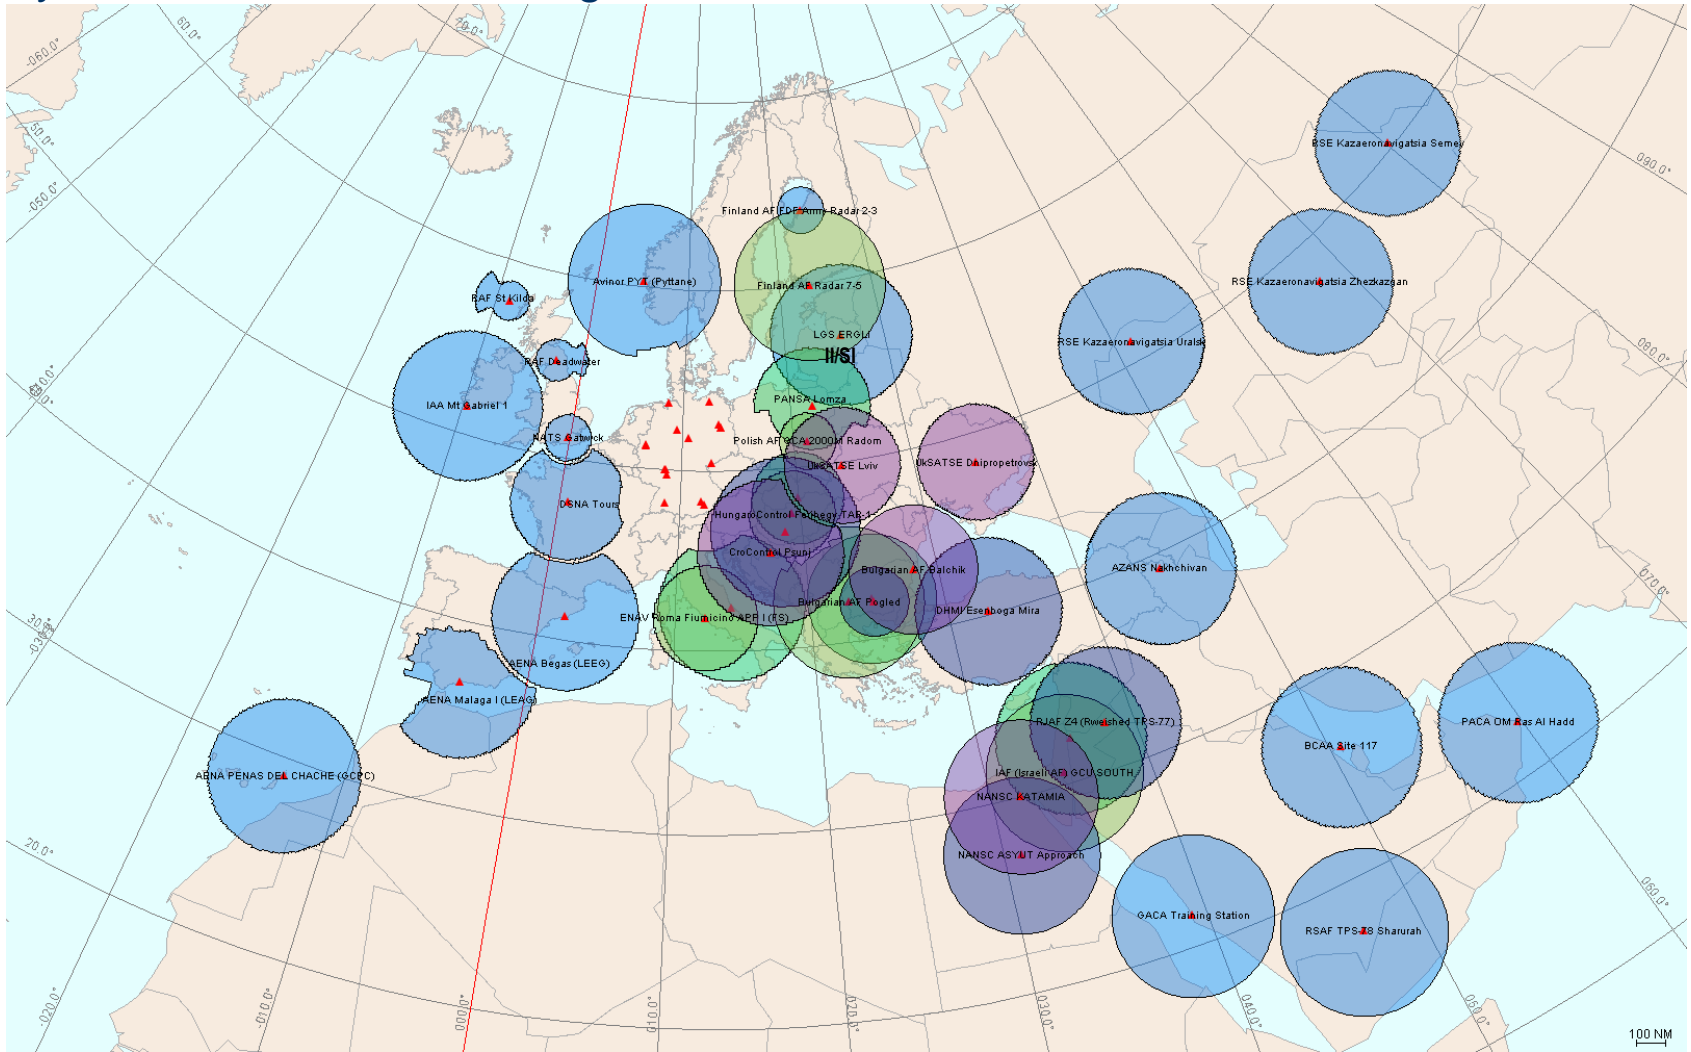 -060.0°
60.0°
70.0°
-050.0°
50.0°
-040.0°
40.0°
-030.0°
30.0°
20.0°
-020.0°
-010.0°
000.0°
010.0°
020.0°
030.0°
040.0°
050.0°
060.0°
070.0°
080.0°
090.0°
RSE Kazaeronavigatsia Semey
Finland AF FDF Army Radar 2-3
Avinor PYT (Pyttane)
Finland AF Radar 7-5
RSE Kazaeronavigatsia Zhezkazgan
RAF St Kilda
LGS ERGLI
II/SI
RSE Kazaeronavigatsia Uralsk
RAF Deadwater
PANSA Lomza
IAA Mt Gabriel 1
NATS Gatwick
Polish AF GCA 2000M Radom
UkSATSE Lviv
UkSATSE Dnipropetrovsk
DSNA Tours
HungaroControl Ferihegy TAR-1
CroControl Psunj
Bulgarian AF Balchik
AZANS Nakhchivan
Bulgarian AF Pogled
DHMI Esenboga Mira
ENAV Roma Fiumicino APP I (FS)
AENA Begas (LEEG)
AENA Malaga I (LEAG)
RJAF Z4 (Rweished TPS-77)
PACA OM Ras Al Hadd
BCAA Site 117
AENA PENAS DEL CHACHE (GCPC)
IAF (Israeli AF) GCU SOUTH
NANSC KATAMIA
NANSC ASYUT Approach
GACA Training Station
RSAF TPS-78 Sharurah
100 NM